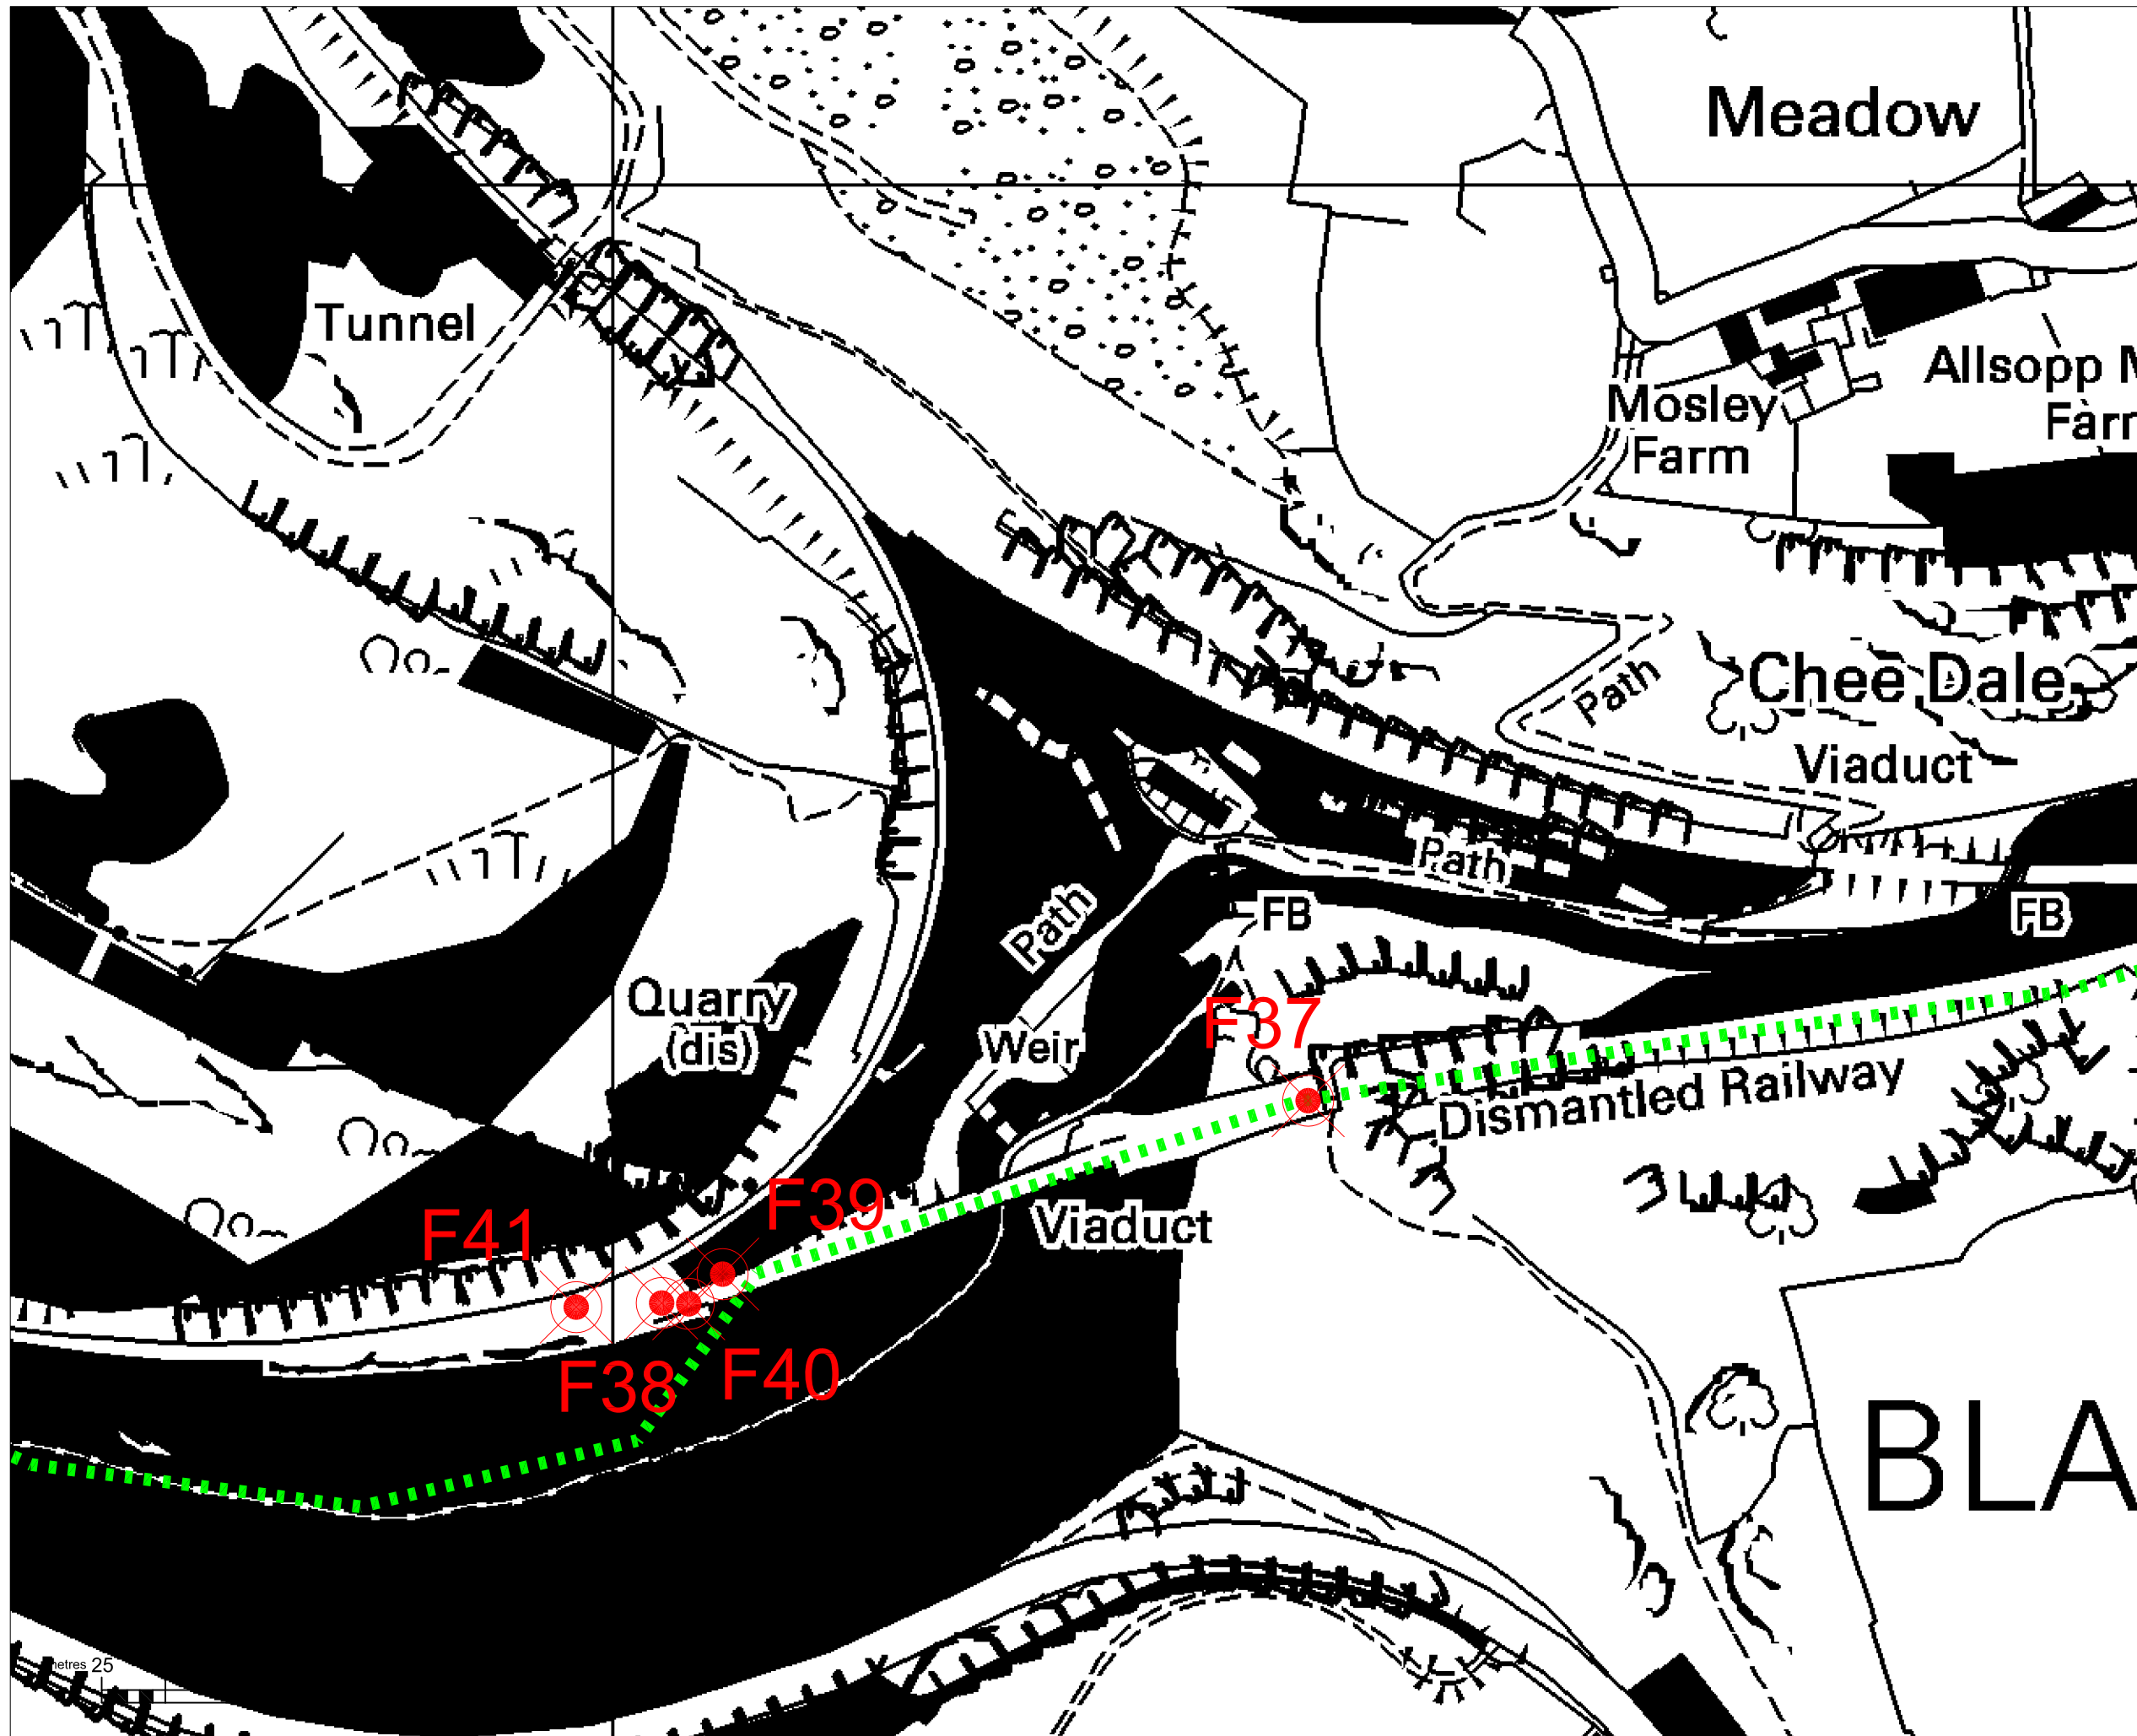 Meadow
Tunnel
Allsopp M
Farr
Mosley
Farm
Chee Dale
Path
Viaduct
Path
FB
FB
Path
Quarry
(dis)
Weir
F37
Dismantled Railway
F39
F41
Viaduct
F38
F40
BLA
etres 25